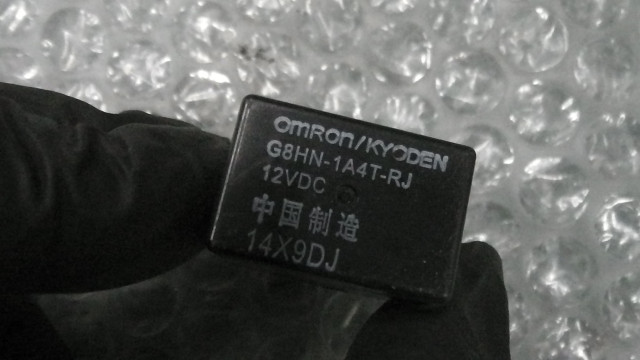 OMRON/KYODEN
G8HN-1A4T-RJ
12VDC
中国制造
14X9DJ